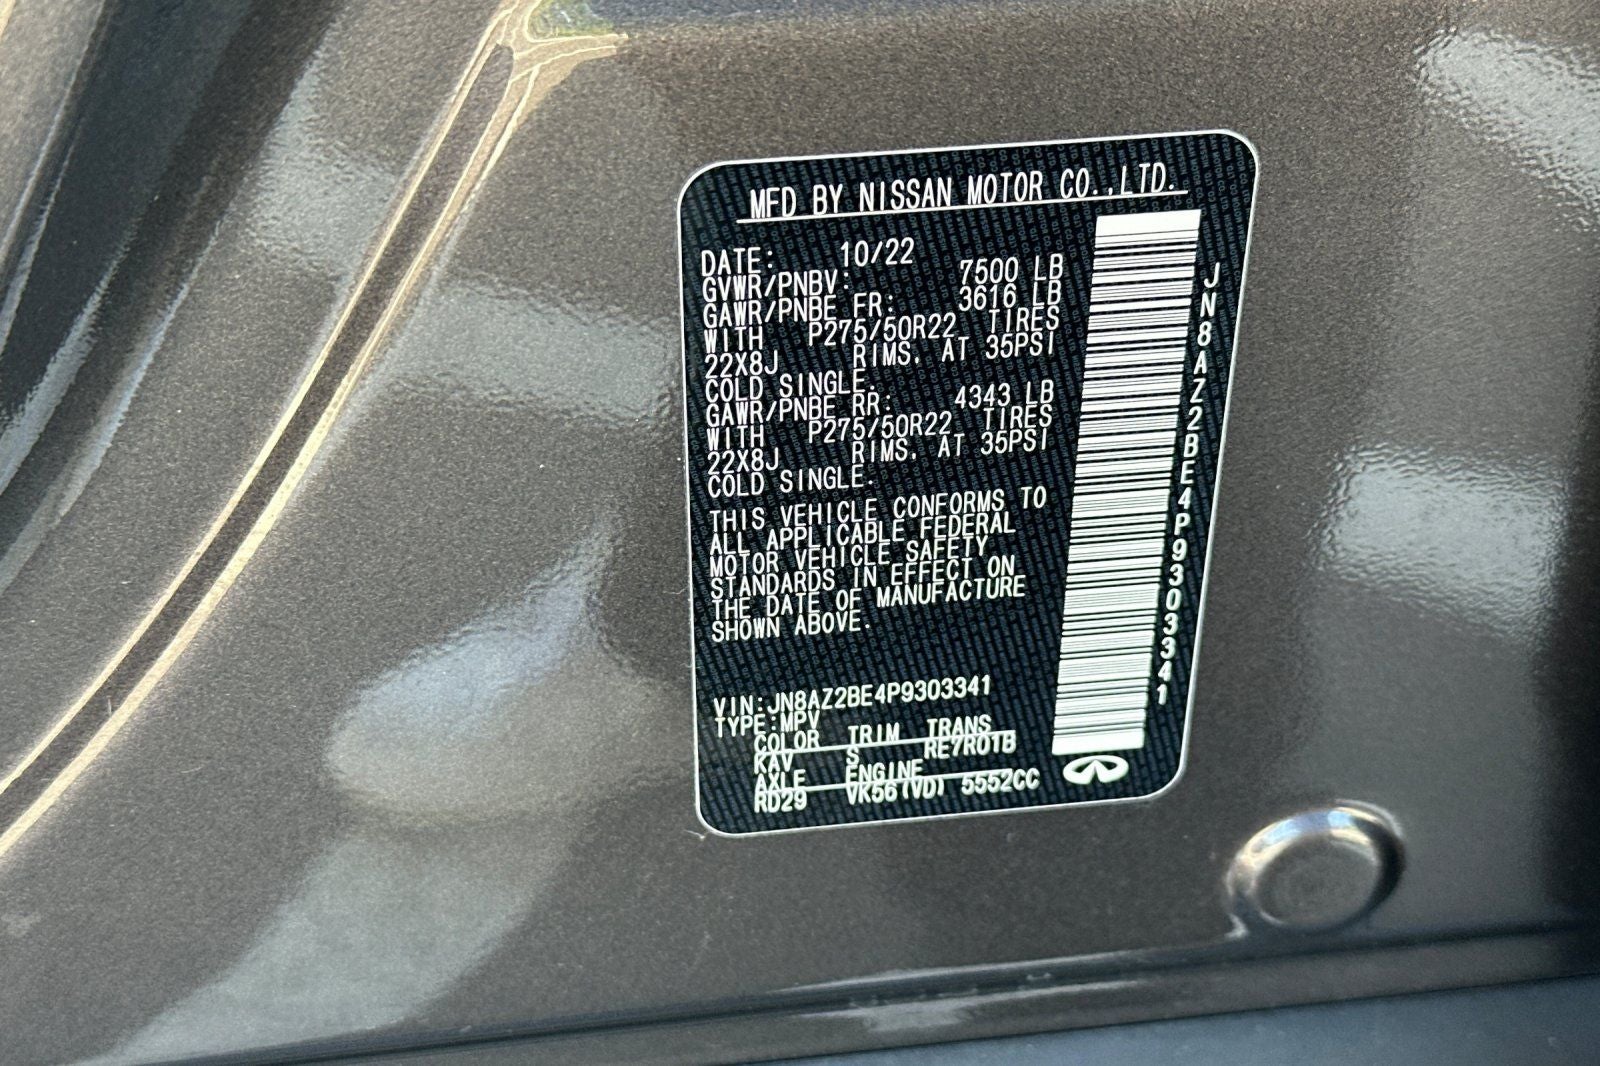 MFD BY NISSAN MOTOR CO.,LTD.
DATE: 10/22
GVWR/PNBV: 7500 LB
GAWR/PNBE FR: 3616 LB
WITH P275/50R22 TIRES
22X8J RIMS. AT 35PSI
COLD SINGLE.
GAWR/PNBE RR: 4343 LB
WITH P275/50R22 TIRES
22X8J RIMS. AT 35PSI
COLD SINGLE.
THIS VEHICLE CONFORMS TO
ALL APPLICABLE FEDERAL
MOTOR VEHICLE SAFETY
STANDARDS IN EFFECT ON
THE DATE OF MANUFACTURE
SHOWN ABOVE.
VIN:JN8AZ2BE4P9303341
TYPE:MPV
COLOR TRIM TRANS
KAV S RE7R01B
AXLE ENGINE
RD29 VK56(VD) 5552CC
JN8AZ2BE4P9303341